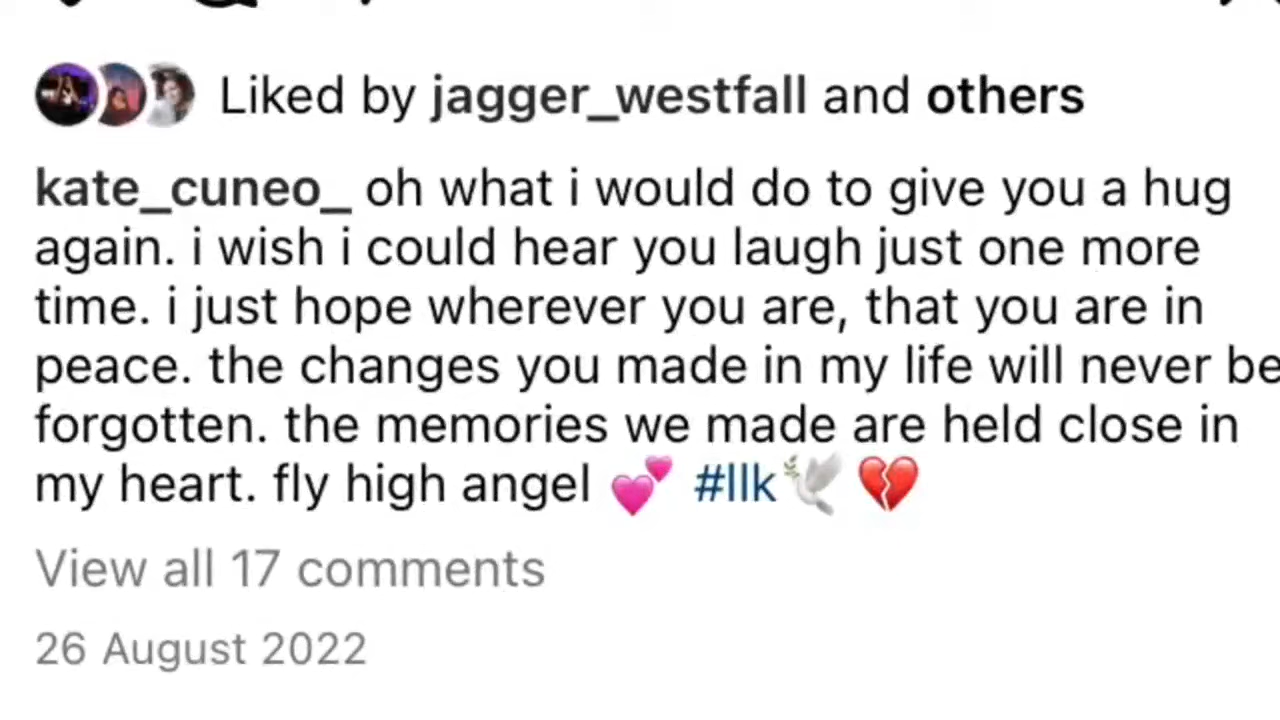 Liked by jagger_westfall and others
kate_cuneo_ oh what i would do to give you a hug
again. i wish i could hear you laugh just one more
time. i just hope wherever you are, that you are in
peace. the changes you made in my life will never be
forgotten. the memories we made are held close in
my heart. fly high angel 💕 #llk🕊️💔
View all 17 comments
26 August 2022